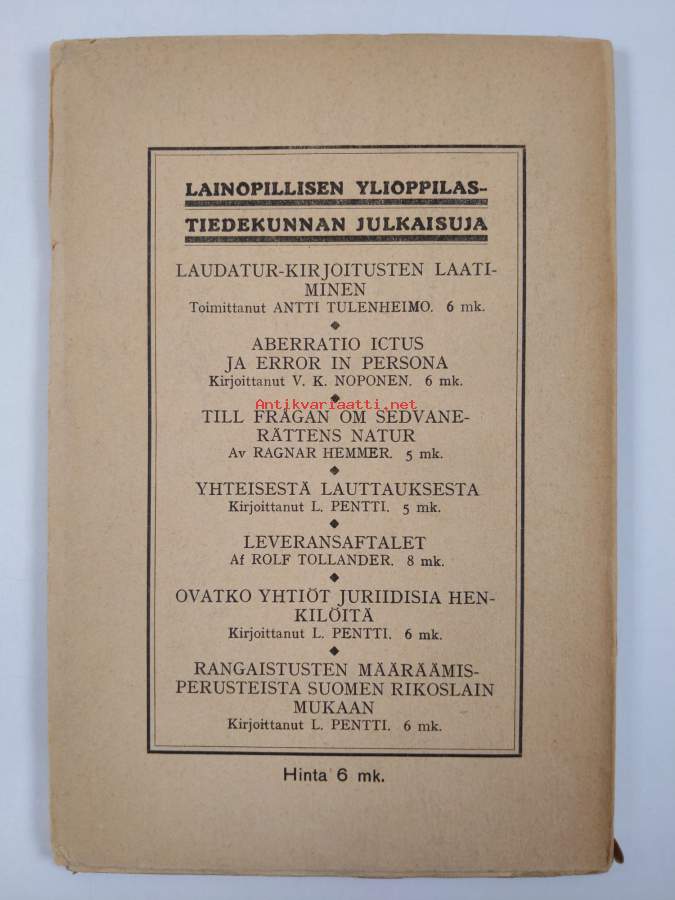 LAINOPILLISEN YLIOPPILAS-
TIEDEKUNNAN JULKAISUJA
LAUDATUR-KIRJOITUSTEN LAATI-
MINEN
Toimittanut ANTTI TULENHEIMO. 6 mk.
ABERRATIO ICTUS
JA ERROR IN PERSONA
Kirjoittanut V. K. NOPONEN. 6 mk.
Antikvariaatti.net
TILL FRÅGAN OM SEDVANE-
RÄTTENS NATUR
Av RAGNAR HEMMER. 5 mk.
YHTEISESTÄ LAUTTAUKSESTA
Kirjoittanut L. PENTTI. 5 mk.
LEVERANSAFTALET
Af ROLF TOLLANDER. 8 mk.
OVATKO YHTIÖT JURIIDISIA HEN-
KILÖITÄ
Kirjoittanut L. PENTTI. 6 mk.
RANGAISTUSTEN MÄÄRÄÄMIS-
PERUSTEISTA SUOMEN RIKOSLAIN
MUKAAN
Kirjoittanut L. PENTTI. 6 mk.
Hinta 6 mk.